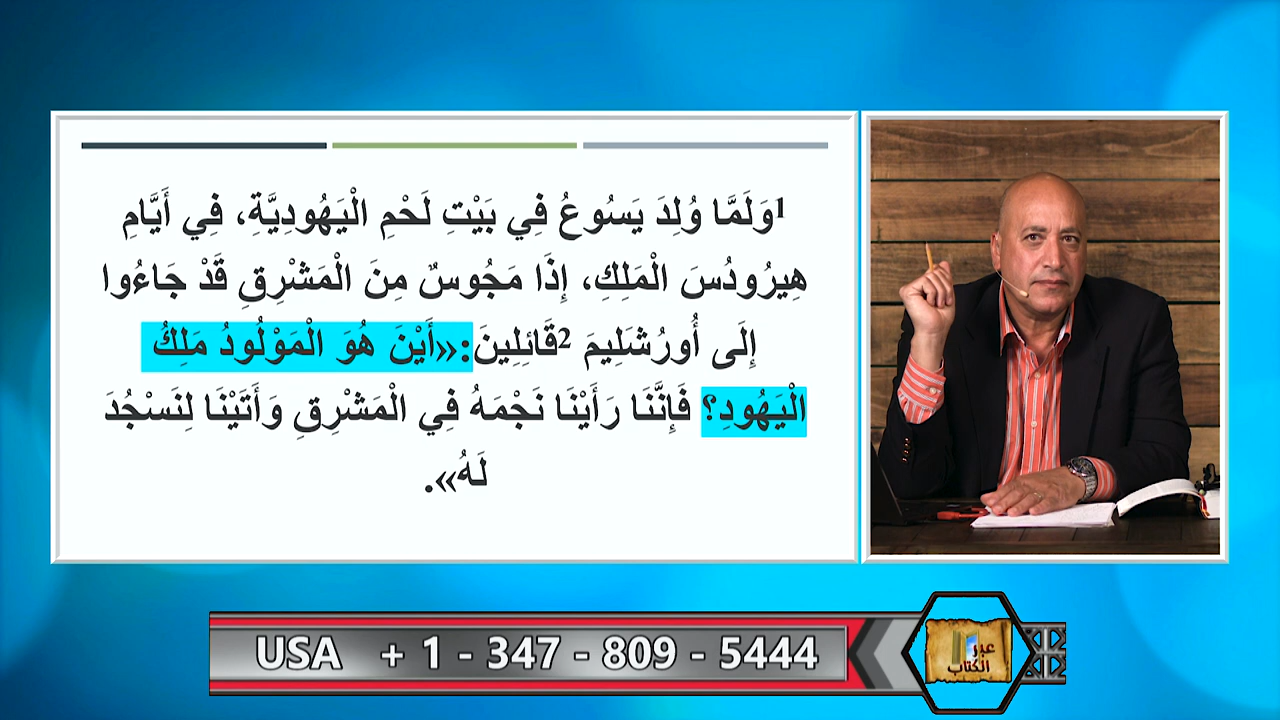 1وَلَمَّا وُلِدَ يَسُوعُ فِي بَيْتِ لَحْمِ الْيَهُودِيَّةِ، فِي أَيَّامِ
هِيرُودُسَ الْمَلِكِ، إِذَا مَجُوسٌ مِنَ الْمَشْرِقِ قَدْ جَاءُوا
إِلَى أُورُشَلِيمَ 2قَائِلِينَ:«أَيْنَ هُوَ الْمَوْلُودُ مَلِكُ
الْيَهُودِ؟ فَإِنَّنَا رَأَيْنَا نَجْمَهُ فِي الْمَشْرِقِ وَأَتَيْنَا لِنَسْجُدَ
لَهُ».
USA + 1 - 347 - 809 - 5444
عبر
الكتاب